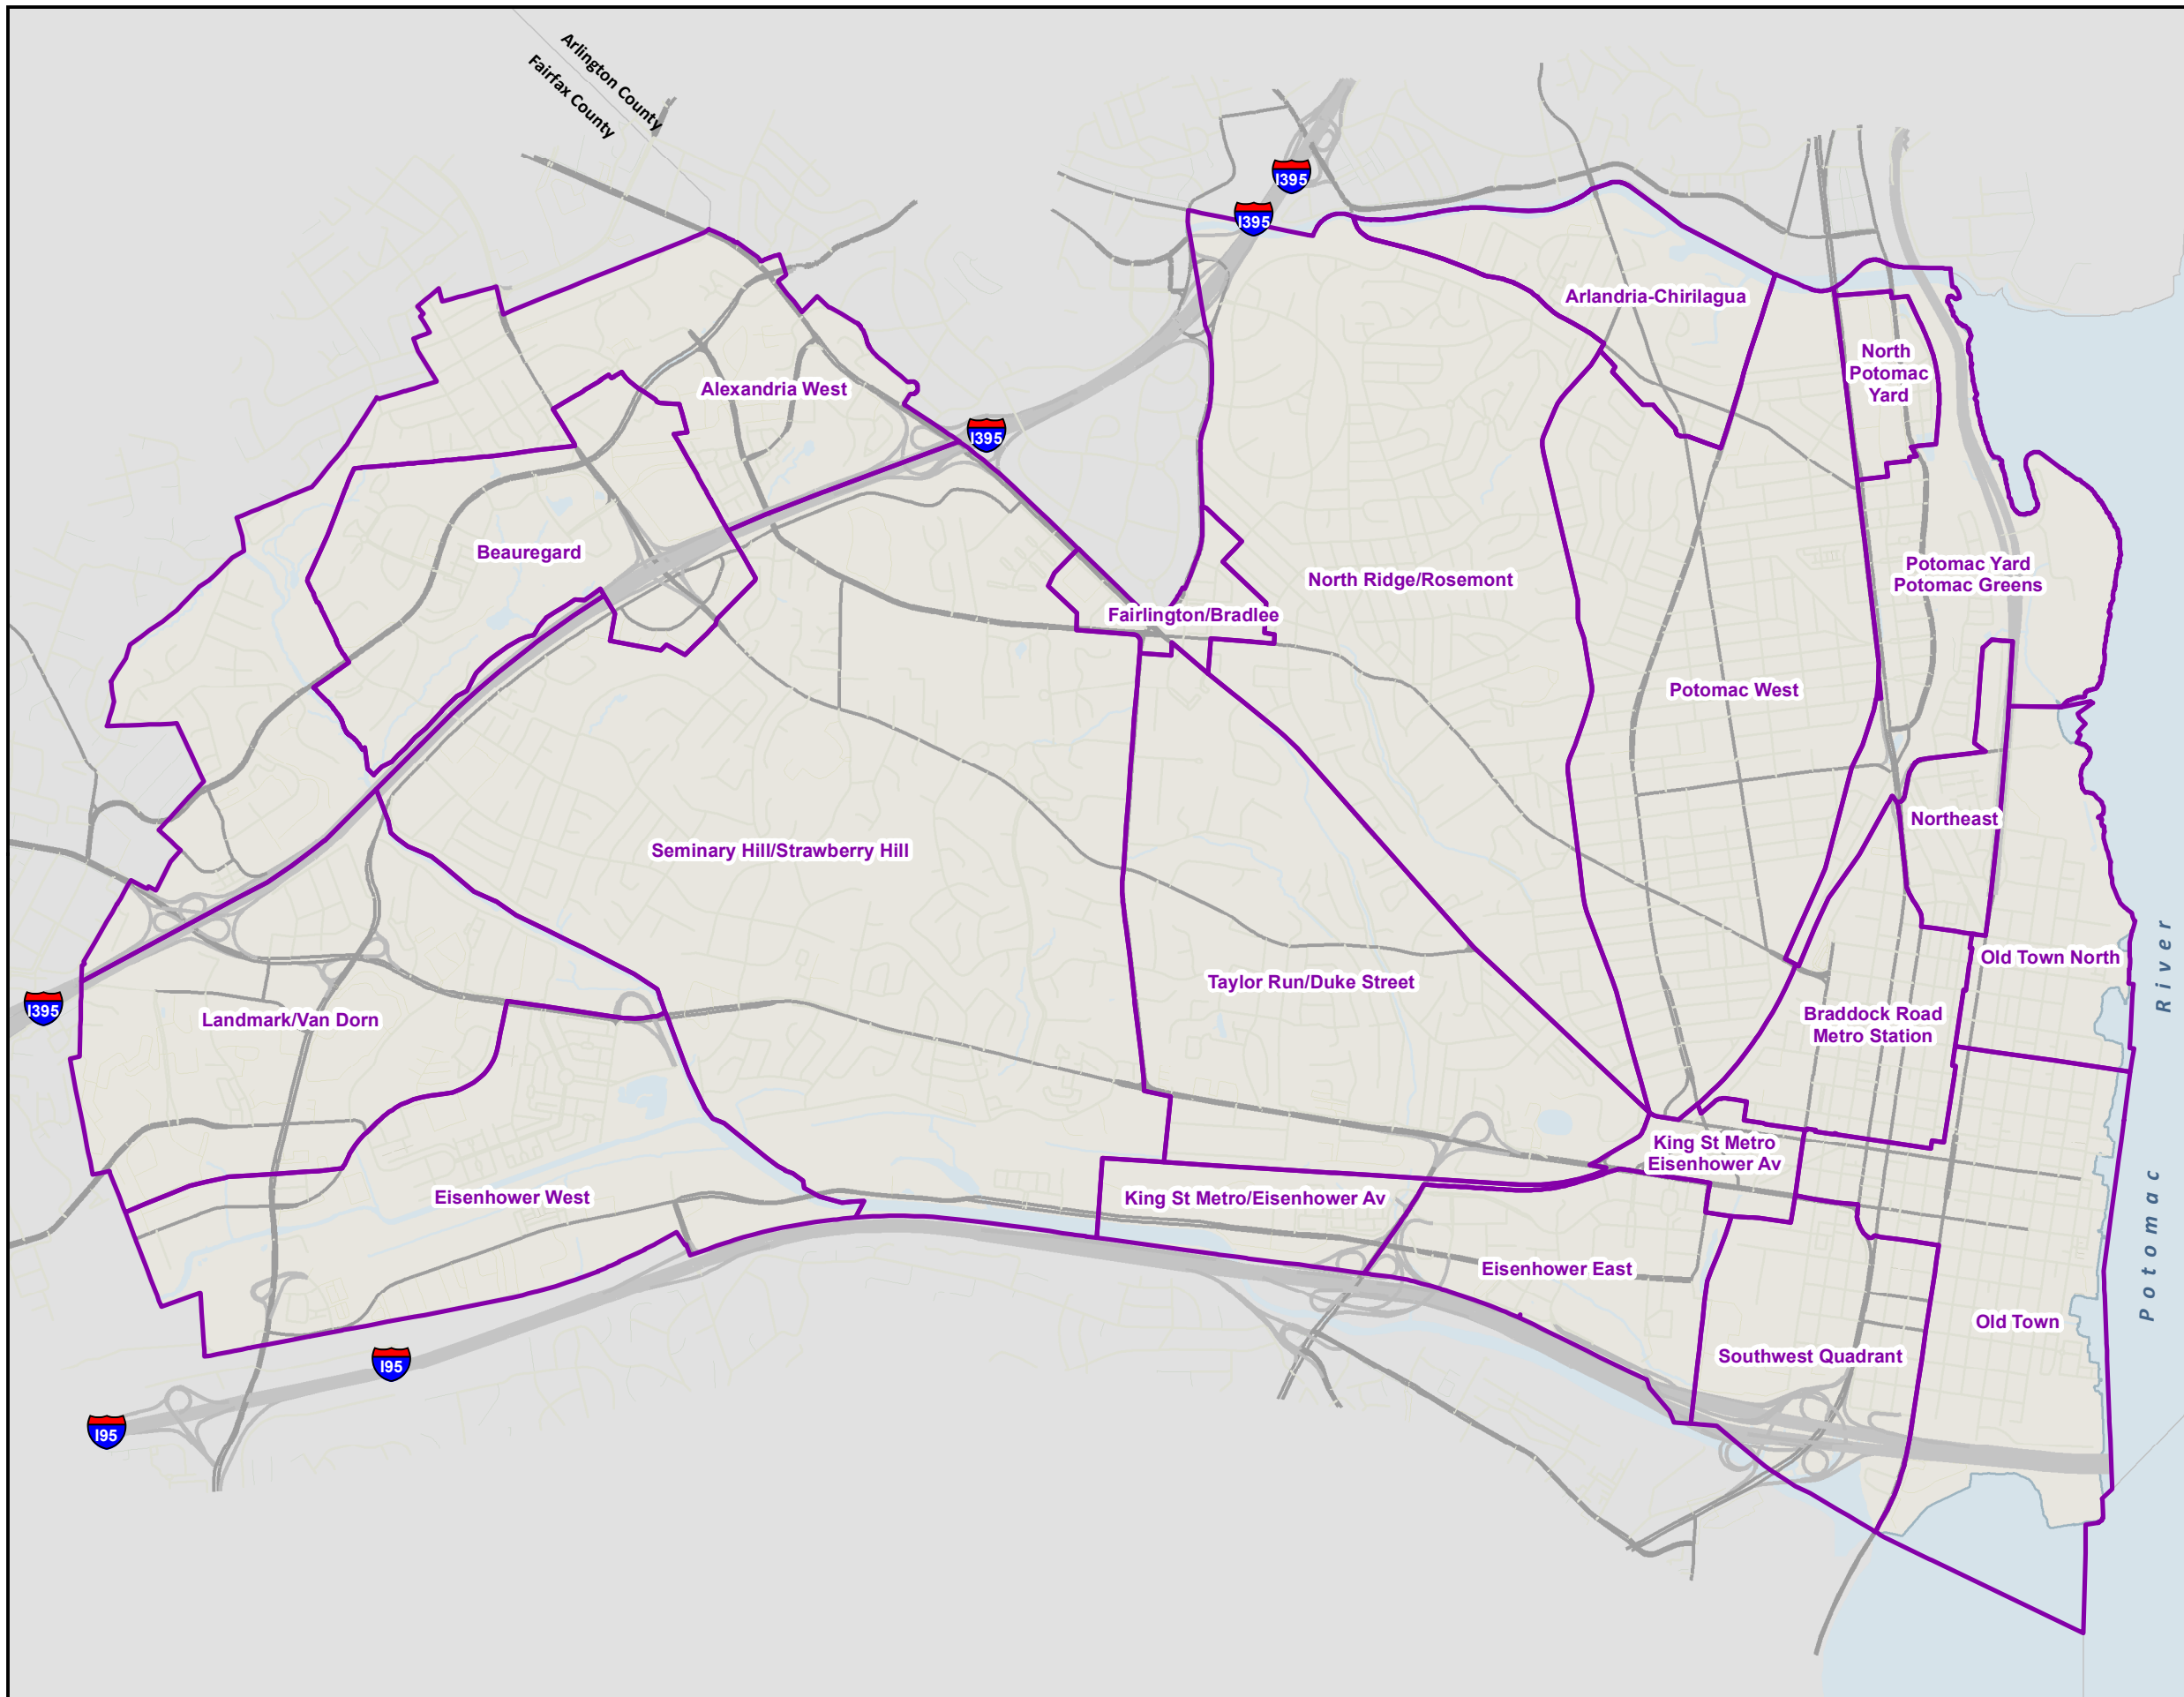 Arlington County
Fairfax County
I395
I395
Arlandria-Chirilagua
North
Potomac
Yard
Alexandria West
I395
Beauregard
Potomac Yard
Potomac Greens
North Ridge/Rosemont
Fairlington/Bradlee
Potomac West
Northeast
Seminary Hill/Strawberry Hill
Old Town North
Taylor Run/Duke Street
I395
Landmark/Van Dorn
Braddock Road
Metro Station
King St Metro
Eisenhower Av
Eisenhower West
King St Metro/Eisenhower Av
Eisenhower East
Old Town
Southwest Quadrant
I95
I95
Potomac River